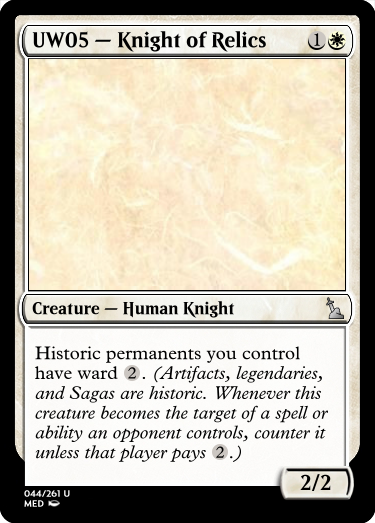 UW05 — Knight of Relics 1
Creature — Human Knight
Historic permanents you control
have ward 2. (Artifacts, legendaries,
and Sagas are historic. Whenever this
creature becomes the target of a spell or
ability an opponent controls, counter it
unless that player pays 2.)
2/2
044/261 U
MED